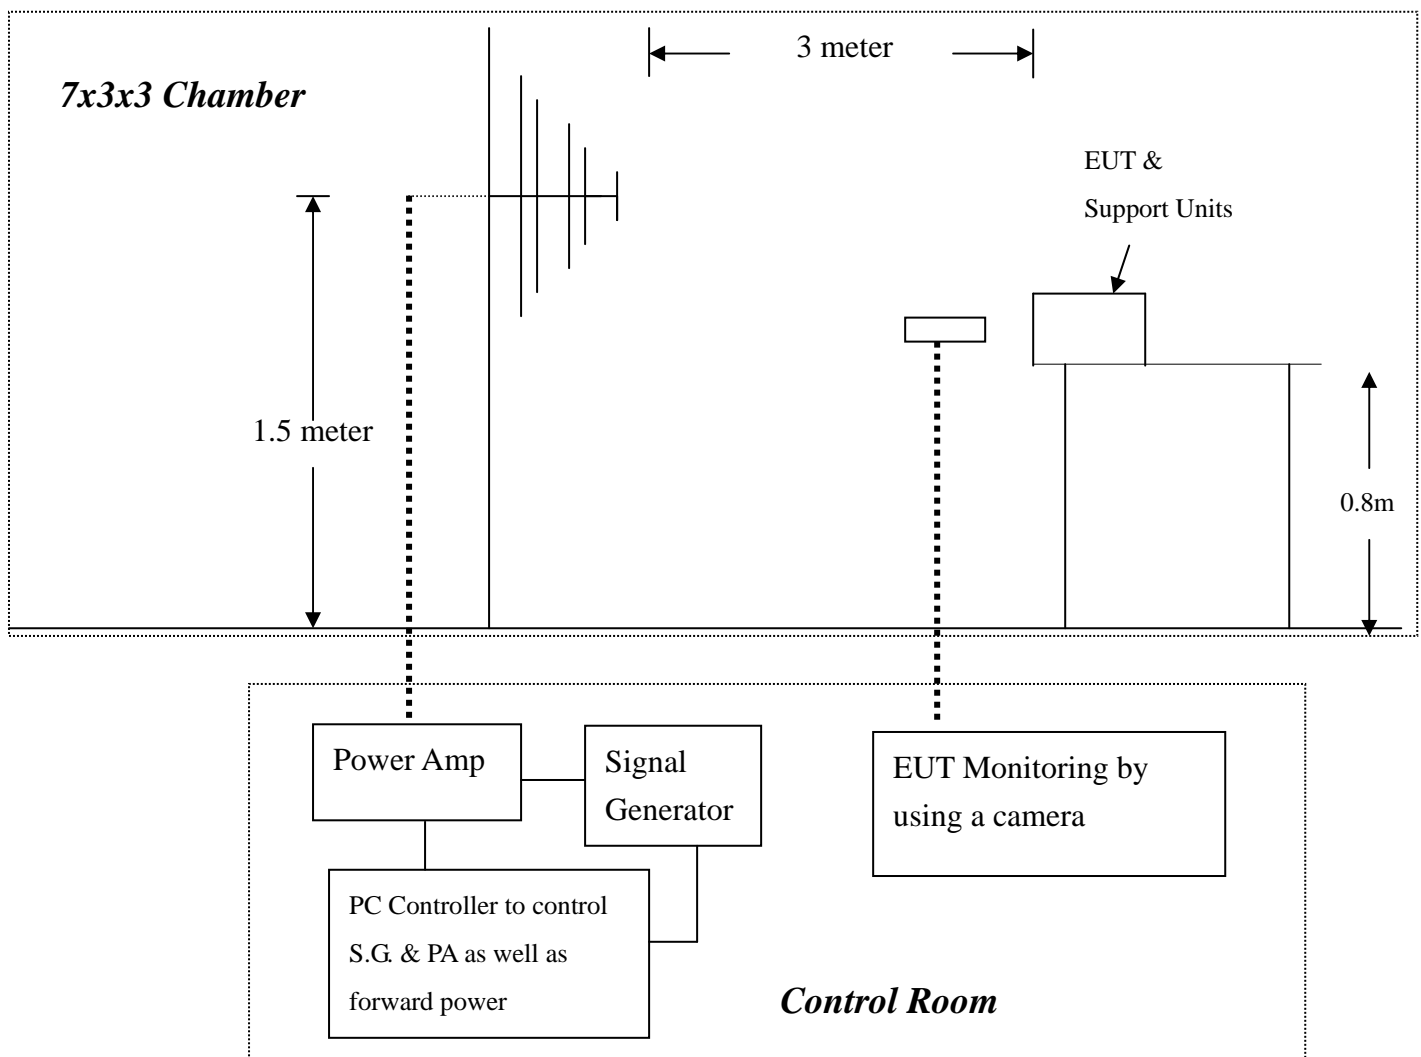 3 meter
7x3x3 Chamber
EUT &
Support Units
1.5 meter
0.8m
Power Amp
Signal
Generator
EUT Monitoring by
using a camera
PC Controller to control
S.G. & PA as well as
forward power
Control Room